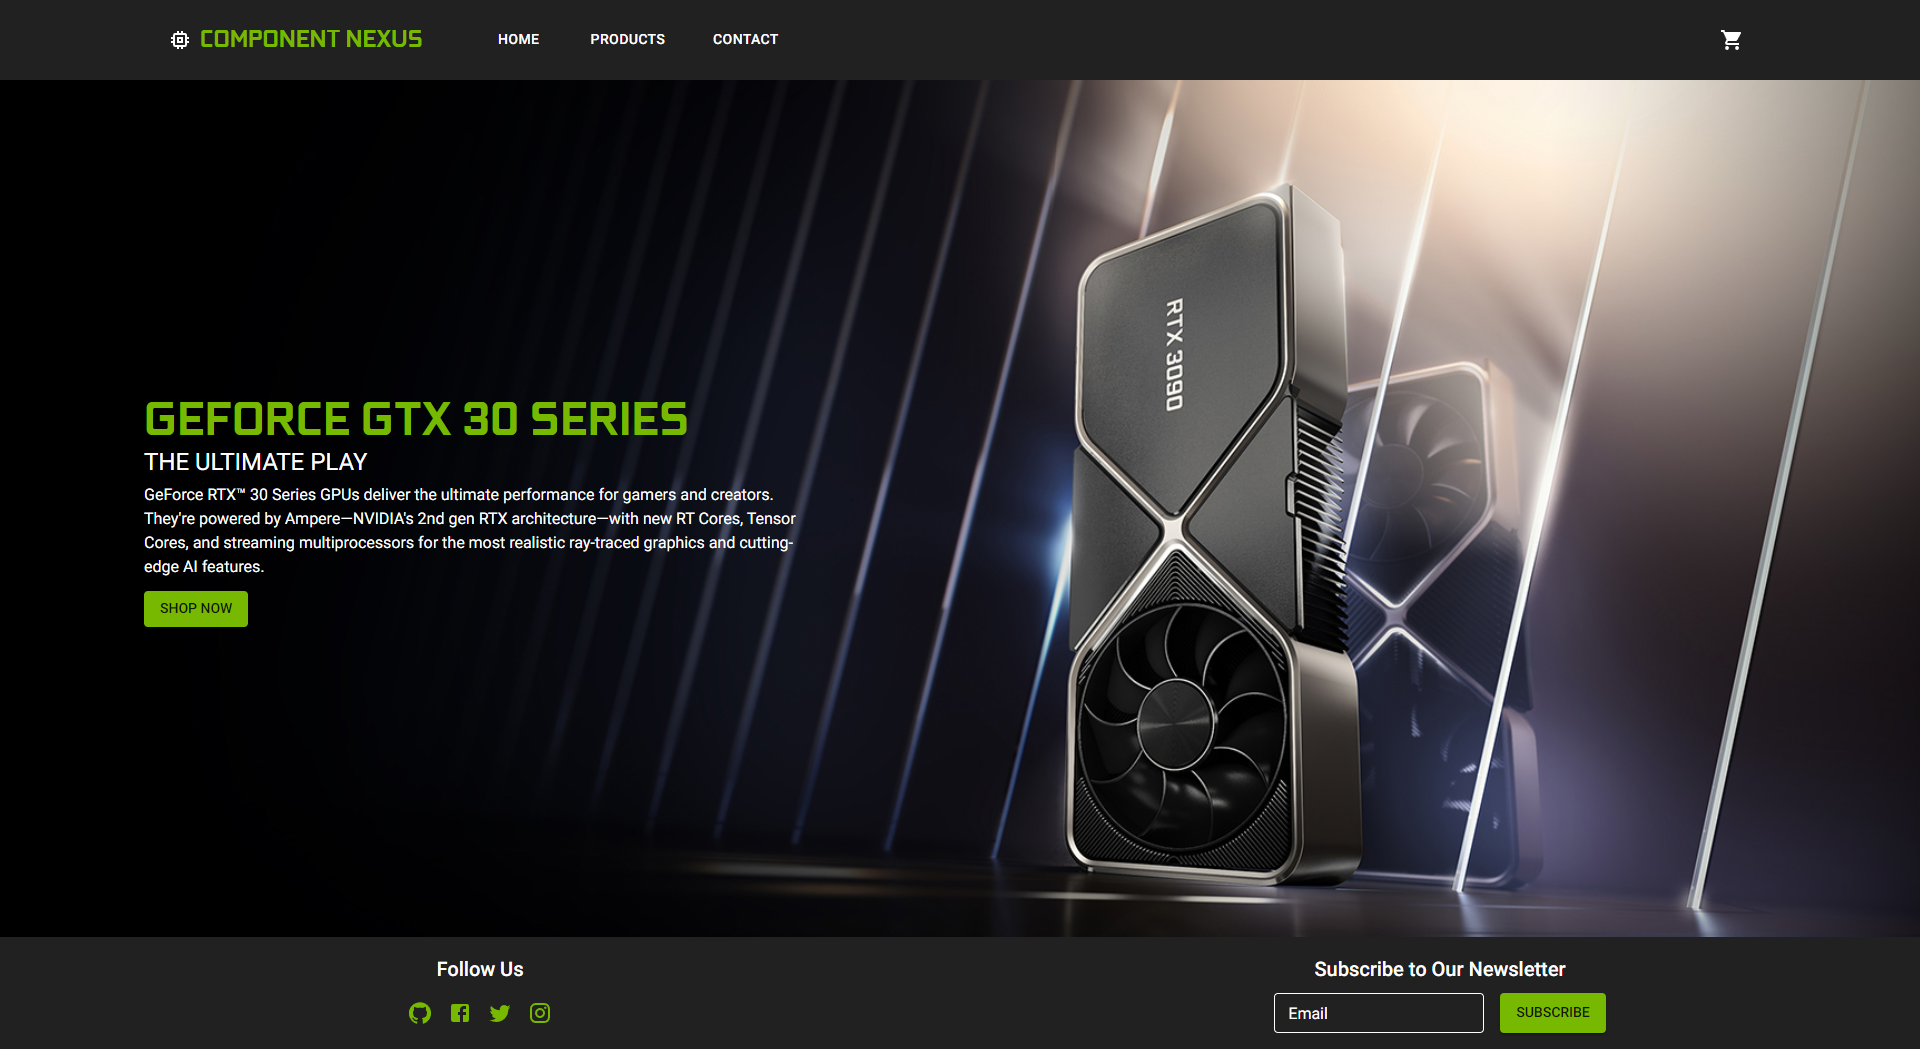 COMPONENT NEXUS
HOME
PRODUCTS
CONTACT
RTX 3090
GEFORCE GTX 30 SERIES
THE ULTIMATE PLAY
GeForce RTX™ 30 Series GPUs deliver the ultimate performance for gamers and creators.
They're powered by Ampere—NVIDIA's 2nd gen RTX architecture—with new RT Cores, Tensor
Cores, and streaming multiprocessors for the most realistic ray-traced graphics and cutting-
edge AI features.
SHOP NOW
Follow Us
Subscribe to Our Newsletter
Email
SUBSCRIBE